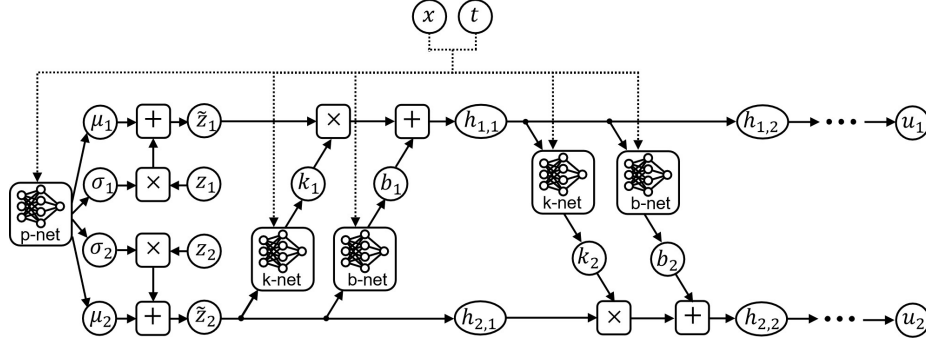 x t
μ₁ + z̃₁ × + h₁,₁ h₁,₂ ••• u₁
σ₁ × z₁ k₁ b₁ k-net b-net
p-net
σ₂ × z₂ k-net b-net k₂ b₂
μ₂ + z̃₂ h₂,₁ × + h₂,₂ ••• u₂